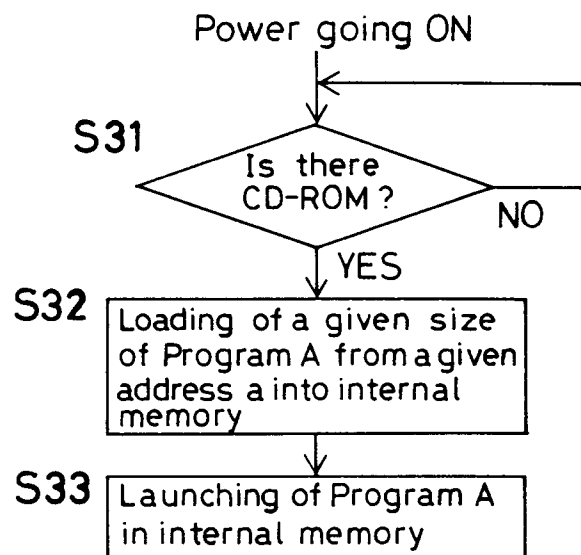 Power going ON
S31
Is there
CD-ROM?
NO
YES
S32
Loading of a given size
of Program A from a given
address a into internal
memory
S33
Launching of Program A
in internal memory